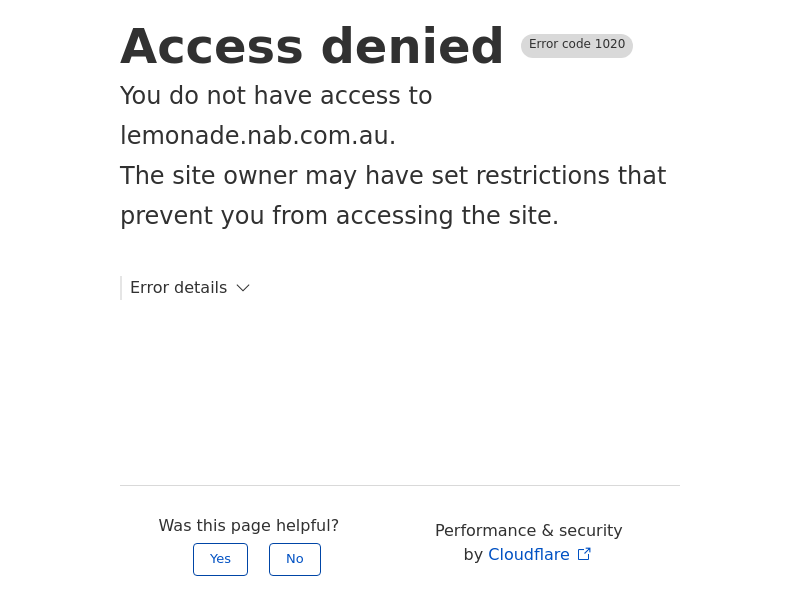 Access denied
Error code 1020
You do not have access to
lemonade.nab.com.au.
The site owner may have set restrictions that
prevent you from accessing the site.
Error details
Was this page helpful?
Yes
No
Performance & security
by Cloudflare